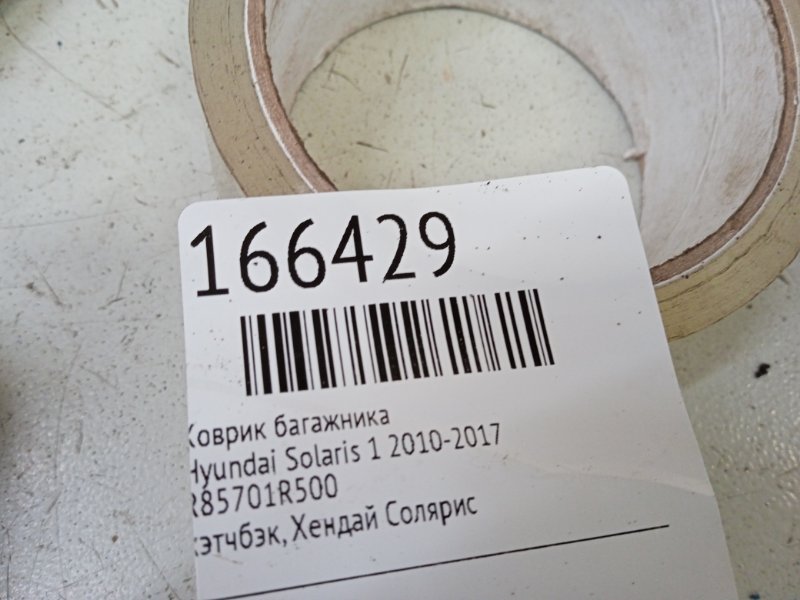 166429
Коврик багажника
Hyundai Solaris 1 2010-2017
R85701R500
хэтчбэк, Хендай Солярис